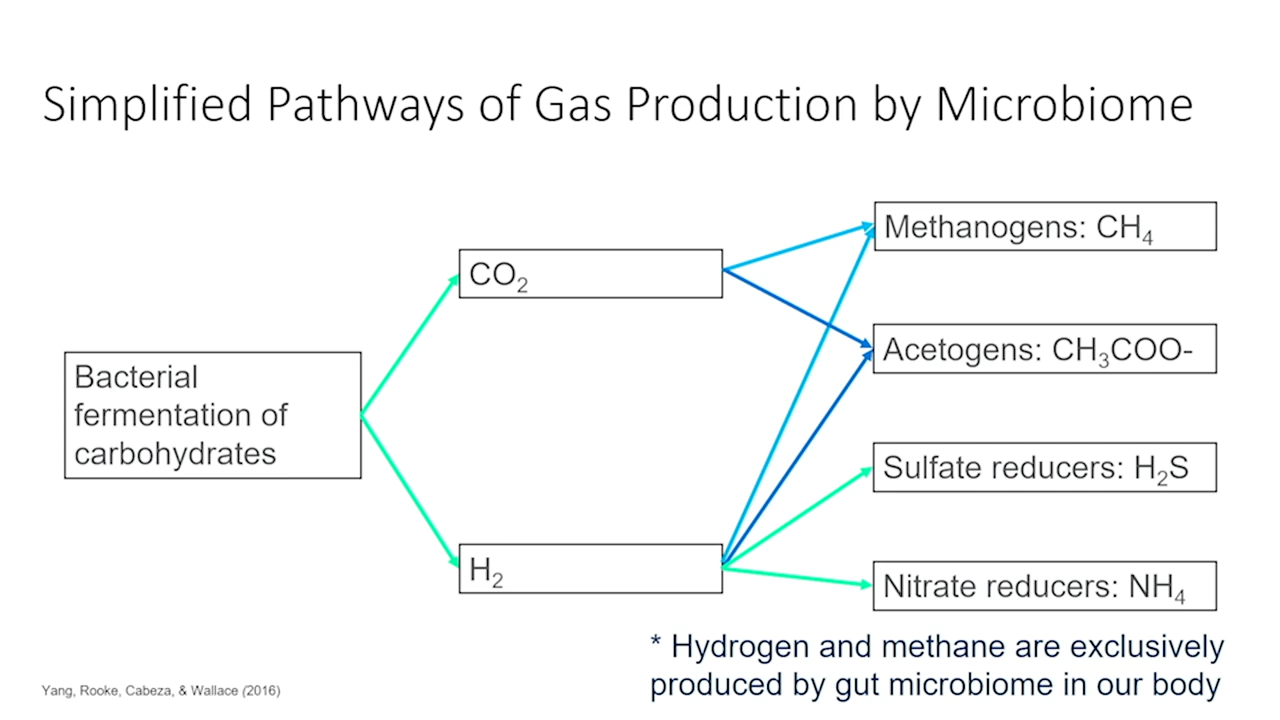 Simplified Pathways of Gas Production by Microbiome
Bacterial
fermentation of
carbohydrates
CO₂
H₂
Methanogens: CH₄
Acetogens: CH₃COO-
Sulfate reducers: H₂S
Nitrate reducers: NH₄
* Hydrogen and methane are exclusively
produced by gut microbiome in our body
Yang, Rooke, Cabeza, & Wallace (2016)